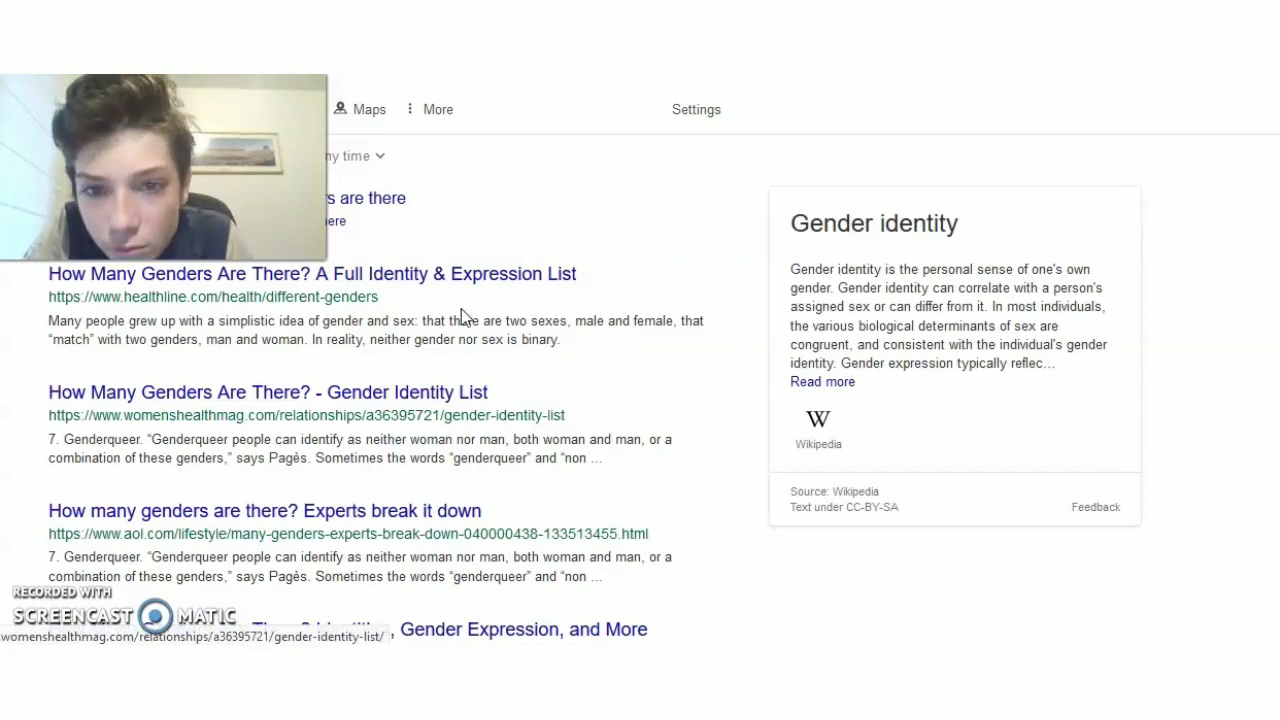 Maps
More
Settings
ny time
s are there
ere
How Many Genders Are There? A Full Identity & Expression List
https://www.healthline.com/health/different-genders
Many people grew up with a simplistic idea of gender and sex: that there are two sexes, male and female, that
“match” with two genders, man and woman. In reality, neither gender nor sex is binary.
How Many Genders Are There? - Gender Identity List
https://www.womenshealthmag.com/relationships/a36395721/gender-identity-list
7. Genderqueer. “Genderqueer people can identify as neither woman nor man, both woman and man, or a
combination of these genders,” says Pagès. Sometimes the words “genderqueer” and “non ...
How many genders are there? Experts break it down
https://www.aol.com/lifestyle/many-genders-experts-break-down-040000438-133513455.html
7. Genderqueer. “Genderqueer people can identify as neither woman nor man, both woman and man, or a
combination of these genders,” says Pagès. Sometimes the words “genderqueer” and “non ...
, Gender Expression, and More
RECORDED WITH
SCREENCAST MATIC
womenshealthmag.com/relationships/a36395721/gender-identity-list/
Gender identity
Gender identity is the personal sense of one's own
gender. Gender identity can correlate with a person's
assigned sex or can differ from it. In most individuals,
the various biological determinants of sex are
congruent, and consistent with the individual's gender
identity. Gender expression typically reflec...
Read more
W
Wikipedia
Source: Wikipedia
Text under CC-BY-SA
Feedback